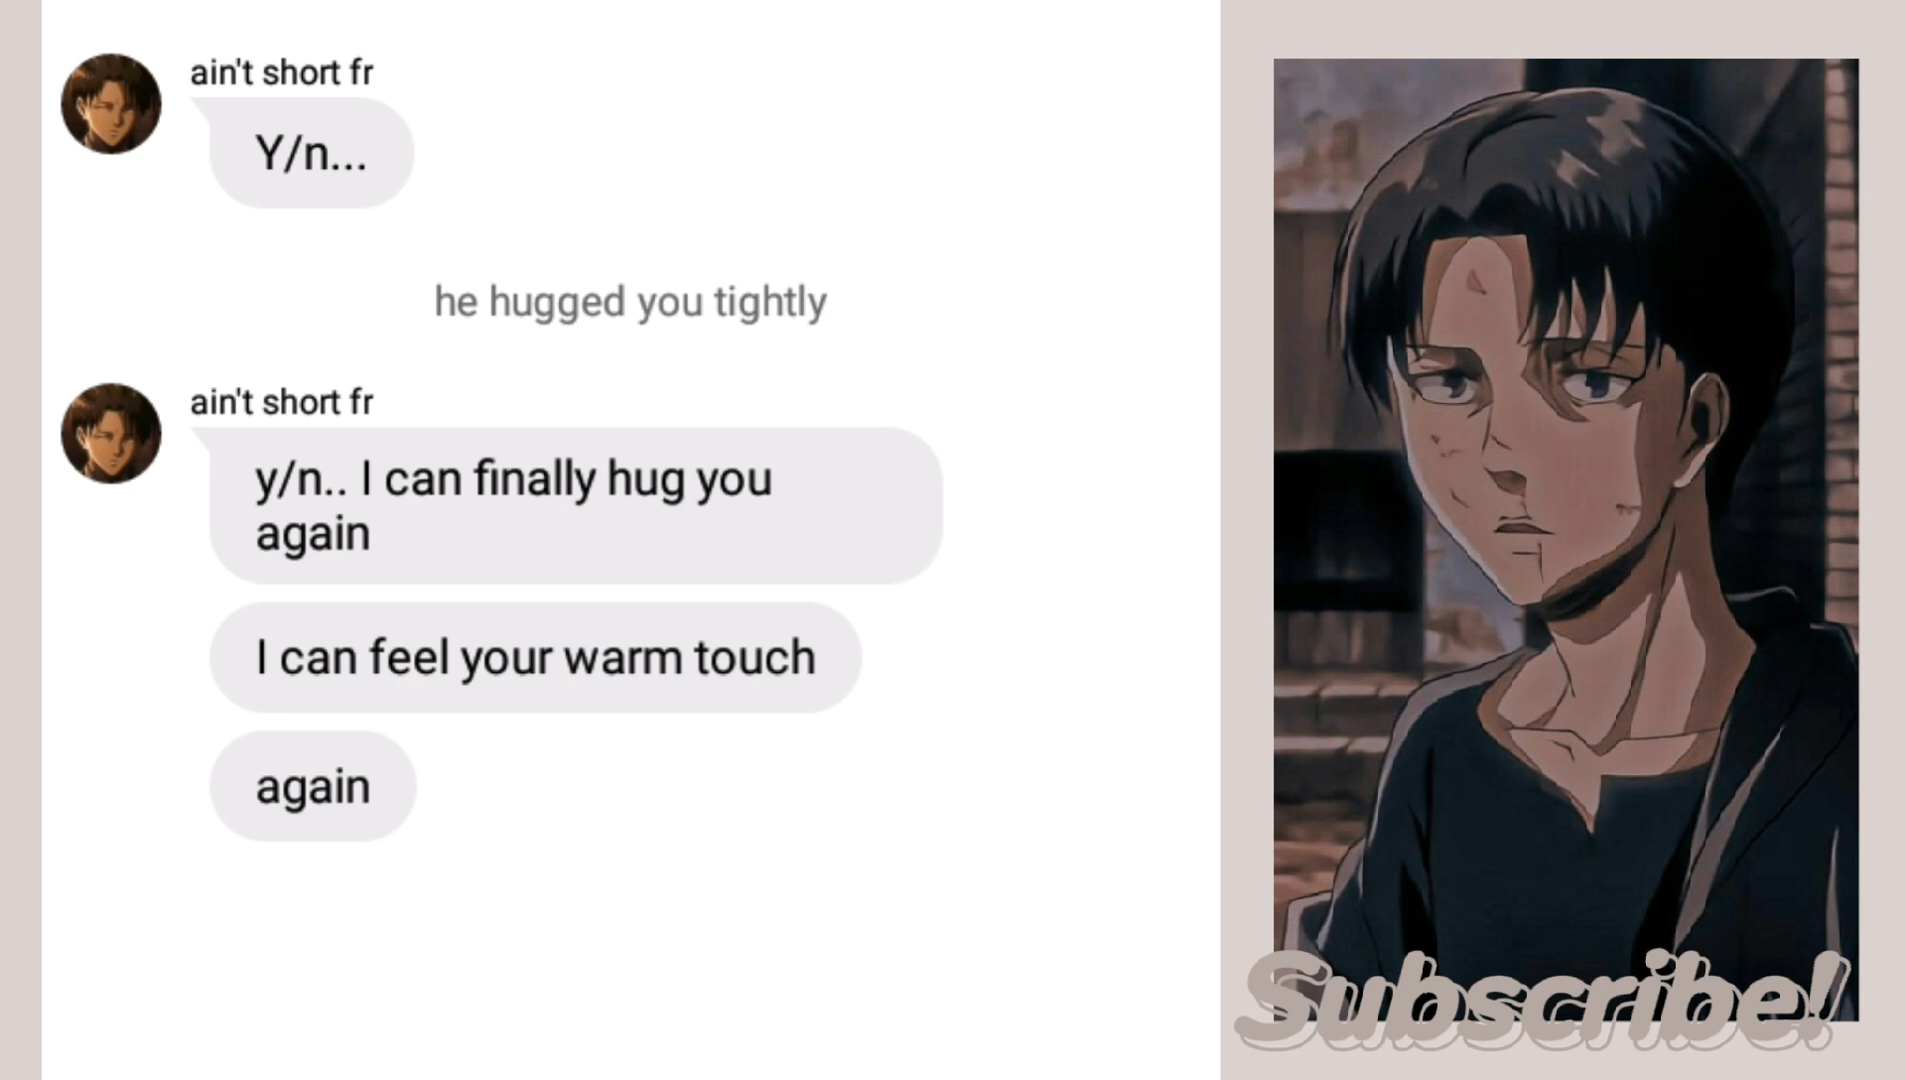 ain't short fr
Y/n...
he hugged you tightly
ain't short fr
y/n.. I can finally hug you
again
I can feel your warm touch
again
Subscribe!